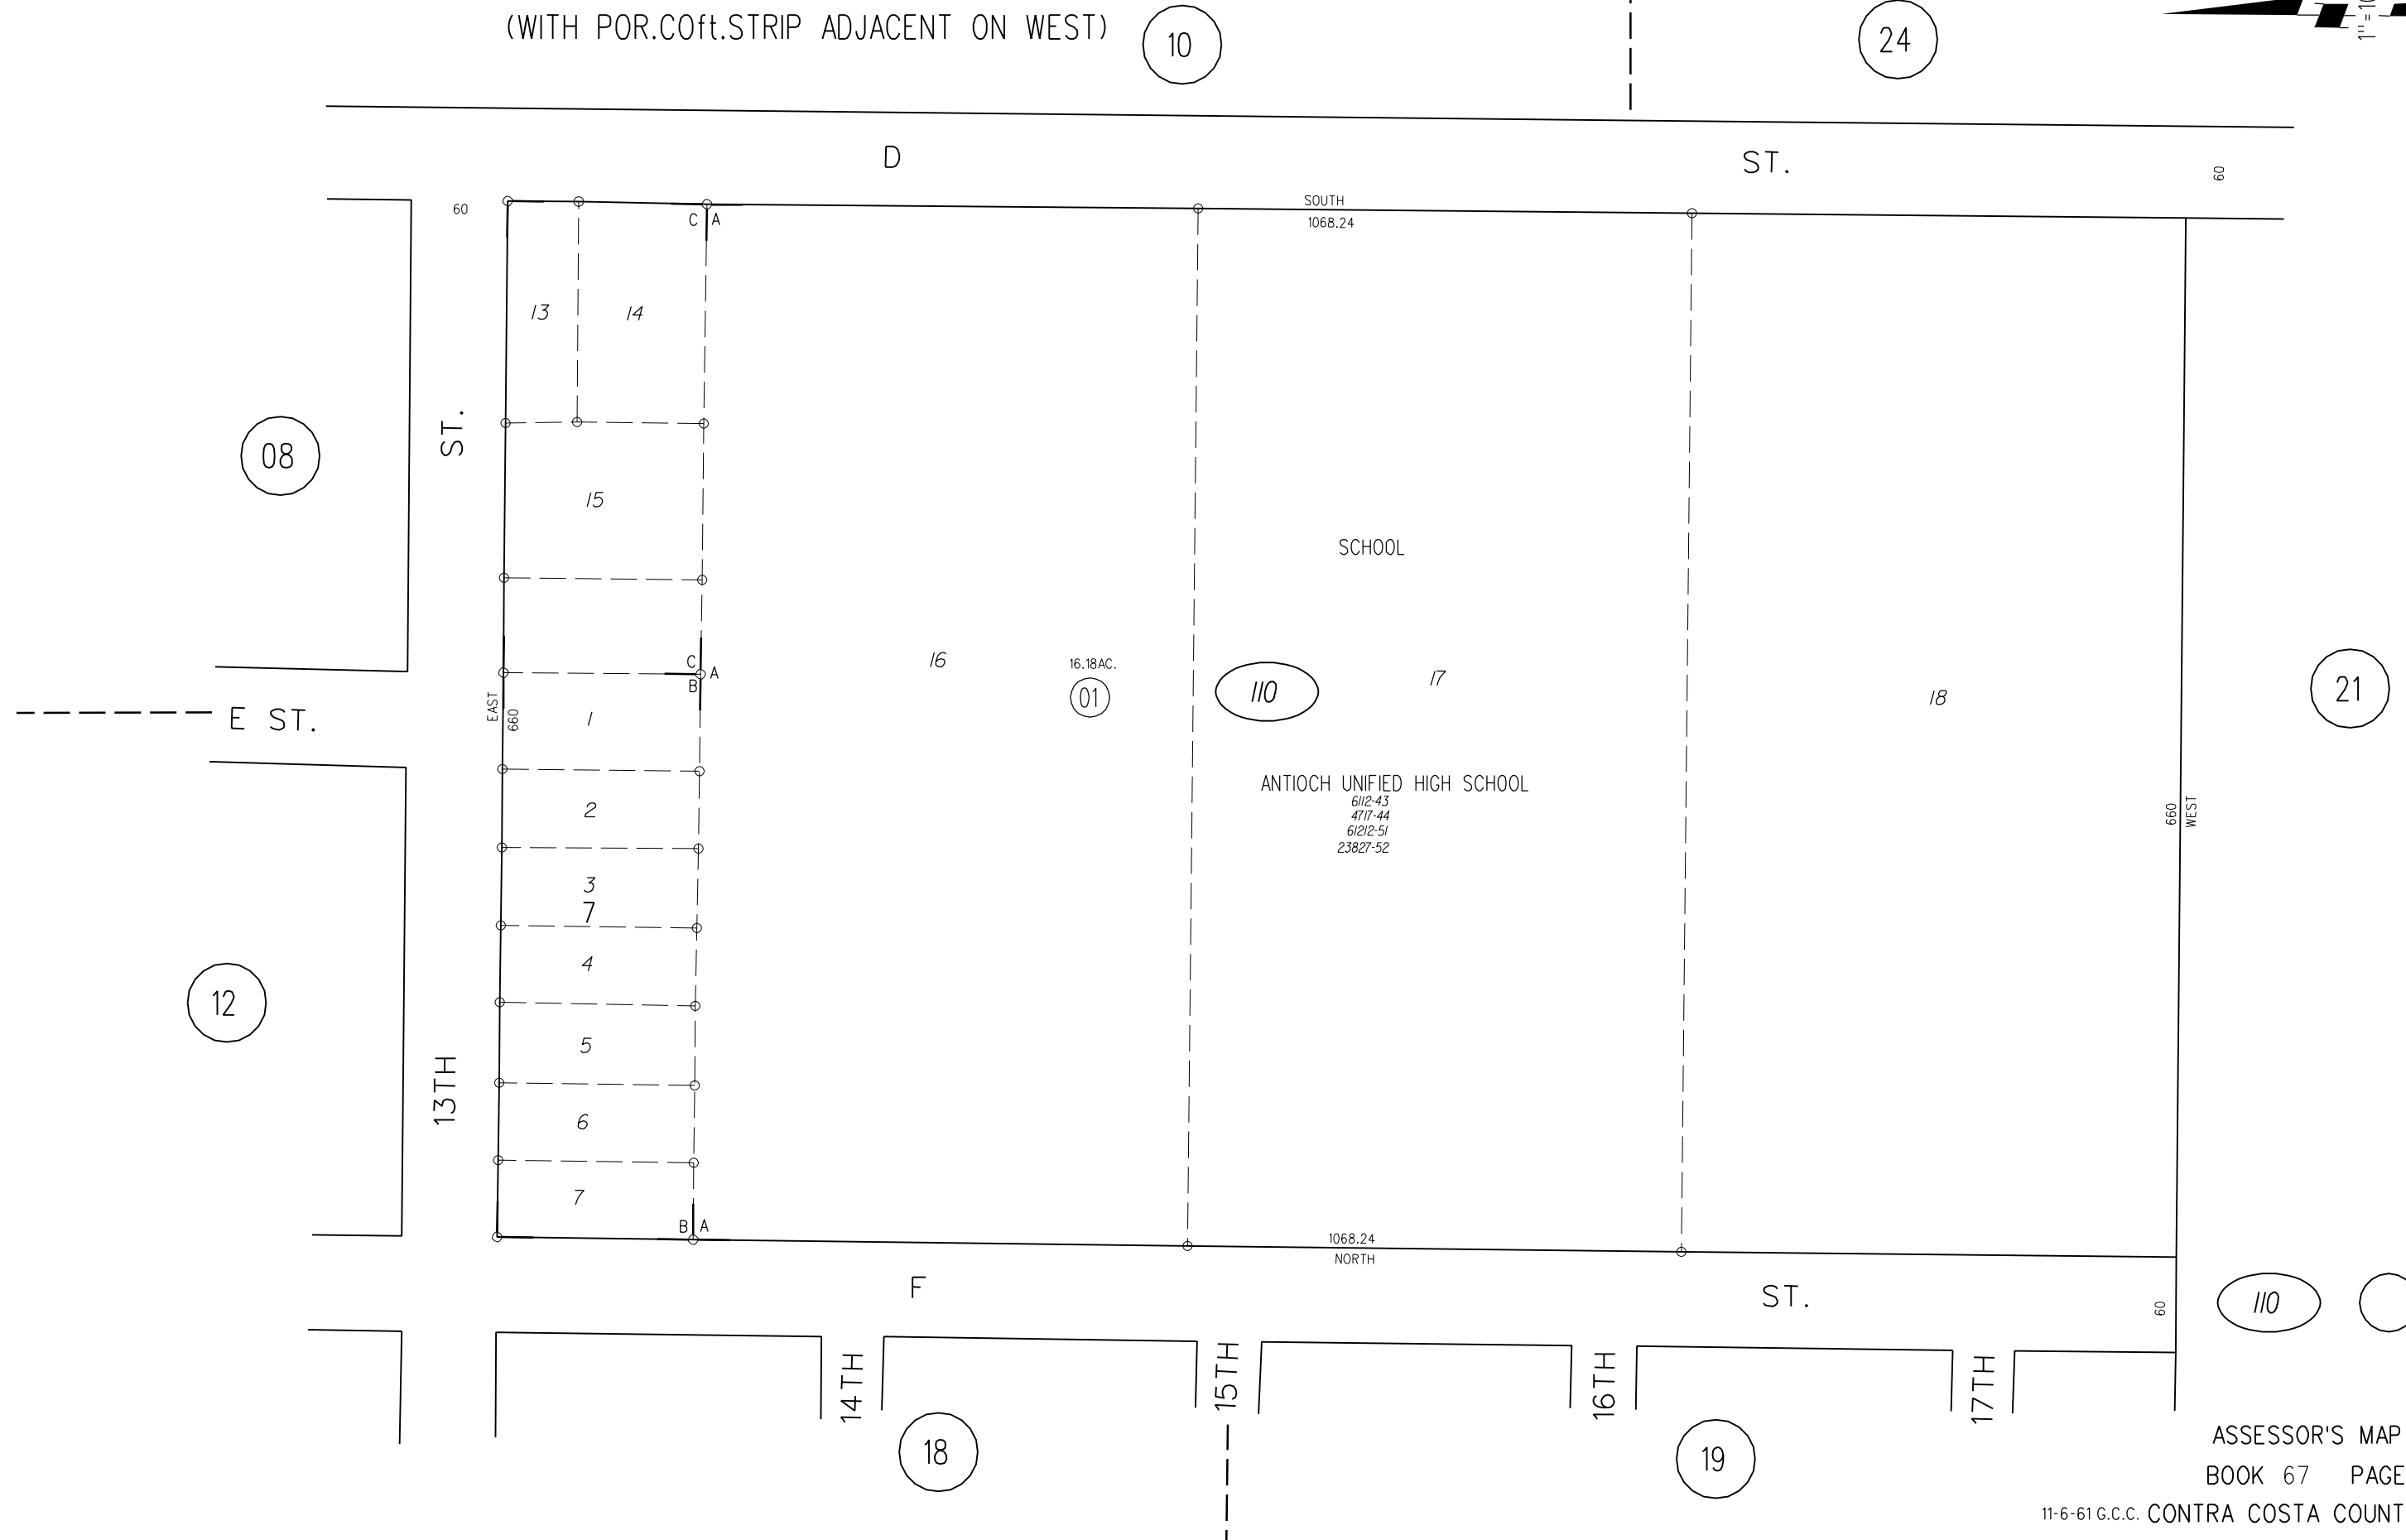 (WITH POR.COft.STRIP ADJACENT ON WEST)
10
24
D ST.
60
60
SOUTH
1068.24
C A
13
14
08
ST.
15
SCHOOL
C A
B
16
16.18AC.
01
110
17
18
21
EAST
660
E ST.
1
2
ANTIOCH UNIFIED HIGH SCHOOL
6112-43
4717-44
61212-51
23827-52
660
WEST
3
7
4
12
5
13TH
6
7
B A
1068.24
NORTH
F ST.
60
110
14TH
15TH
16TH
17TH
18
19
ASSESSOR'S MAP
BOOK 67 PAGE
11-6-61 G.C.C. CONTRA COSTA COUNT